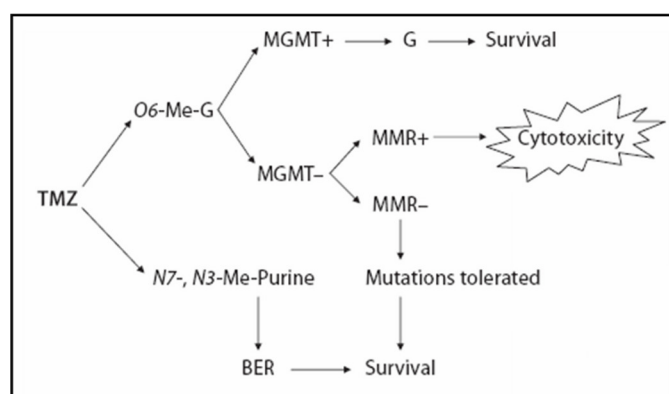 MGMT+ G Survival
O6-Me-G
MMR+ Cytotoxicity
MGMT–
TMZ
MMR–
N7-, N3-Me-Purine Mutations tolerated
BER Survival